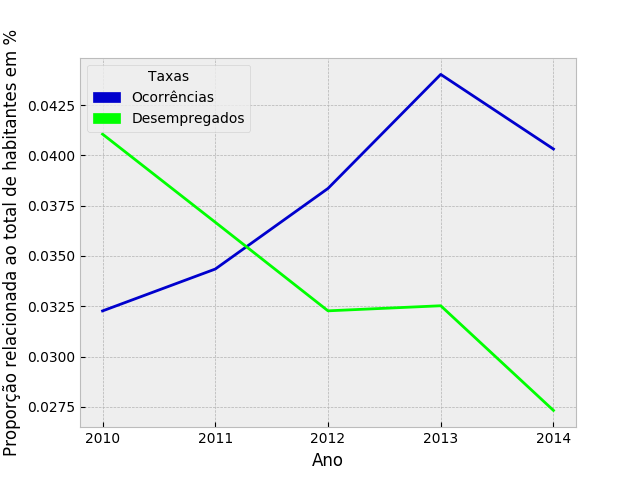 Proporção relacionada ao total de habitantes em %
Taxas
Ocorrências
Desempregados
0.0425
0.0400
0.0375
0.0350
0.0325
0.0300
0.0275
2010 2011 2012 2013 2014
Ano